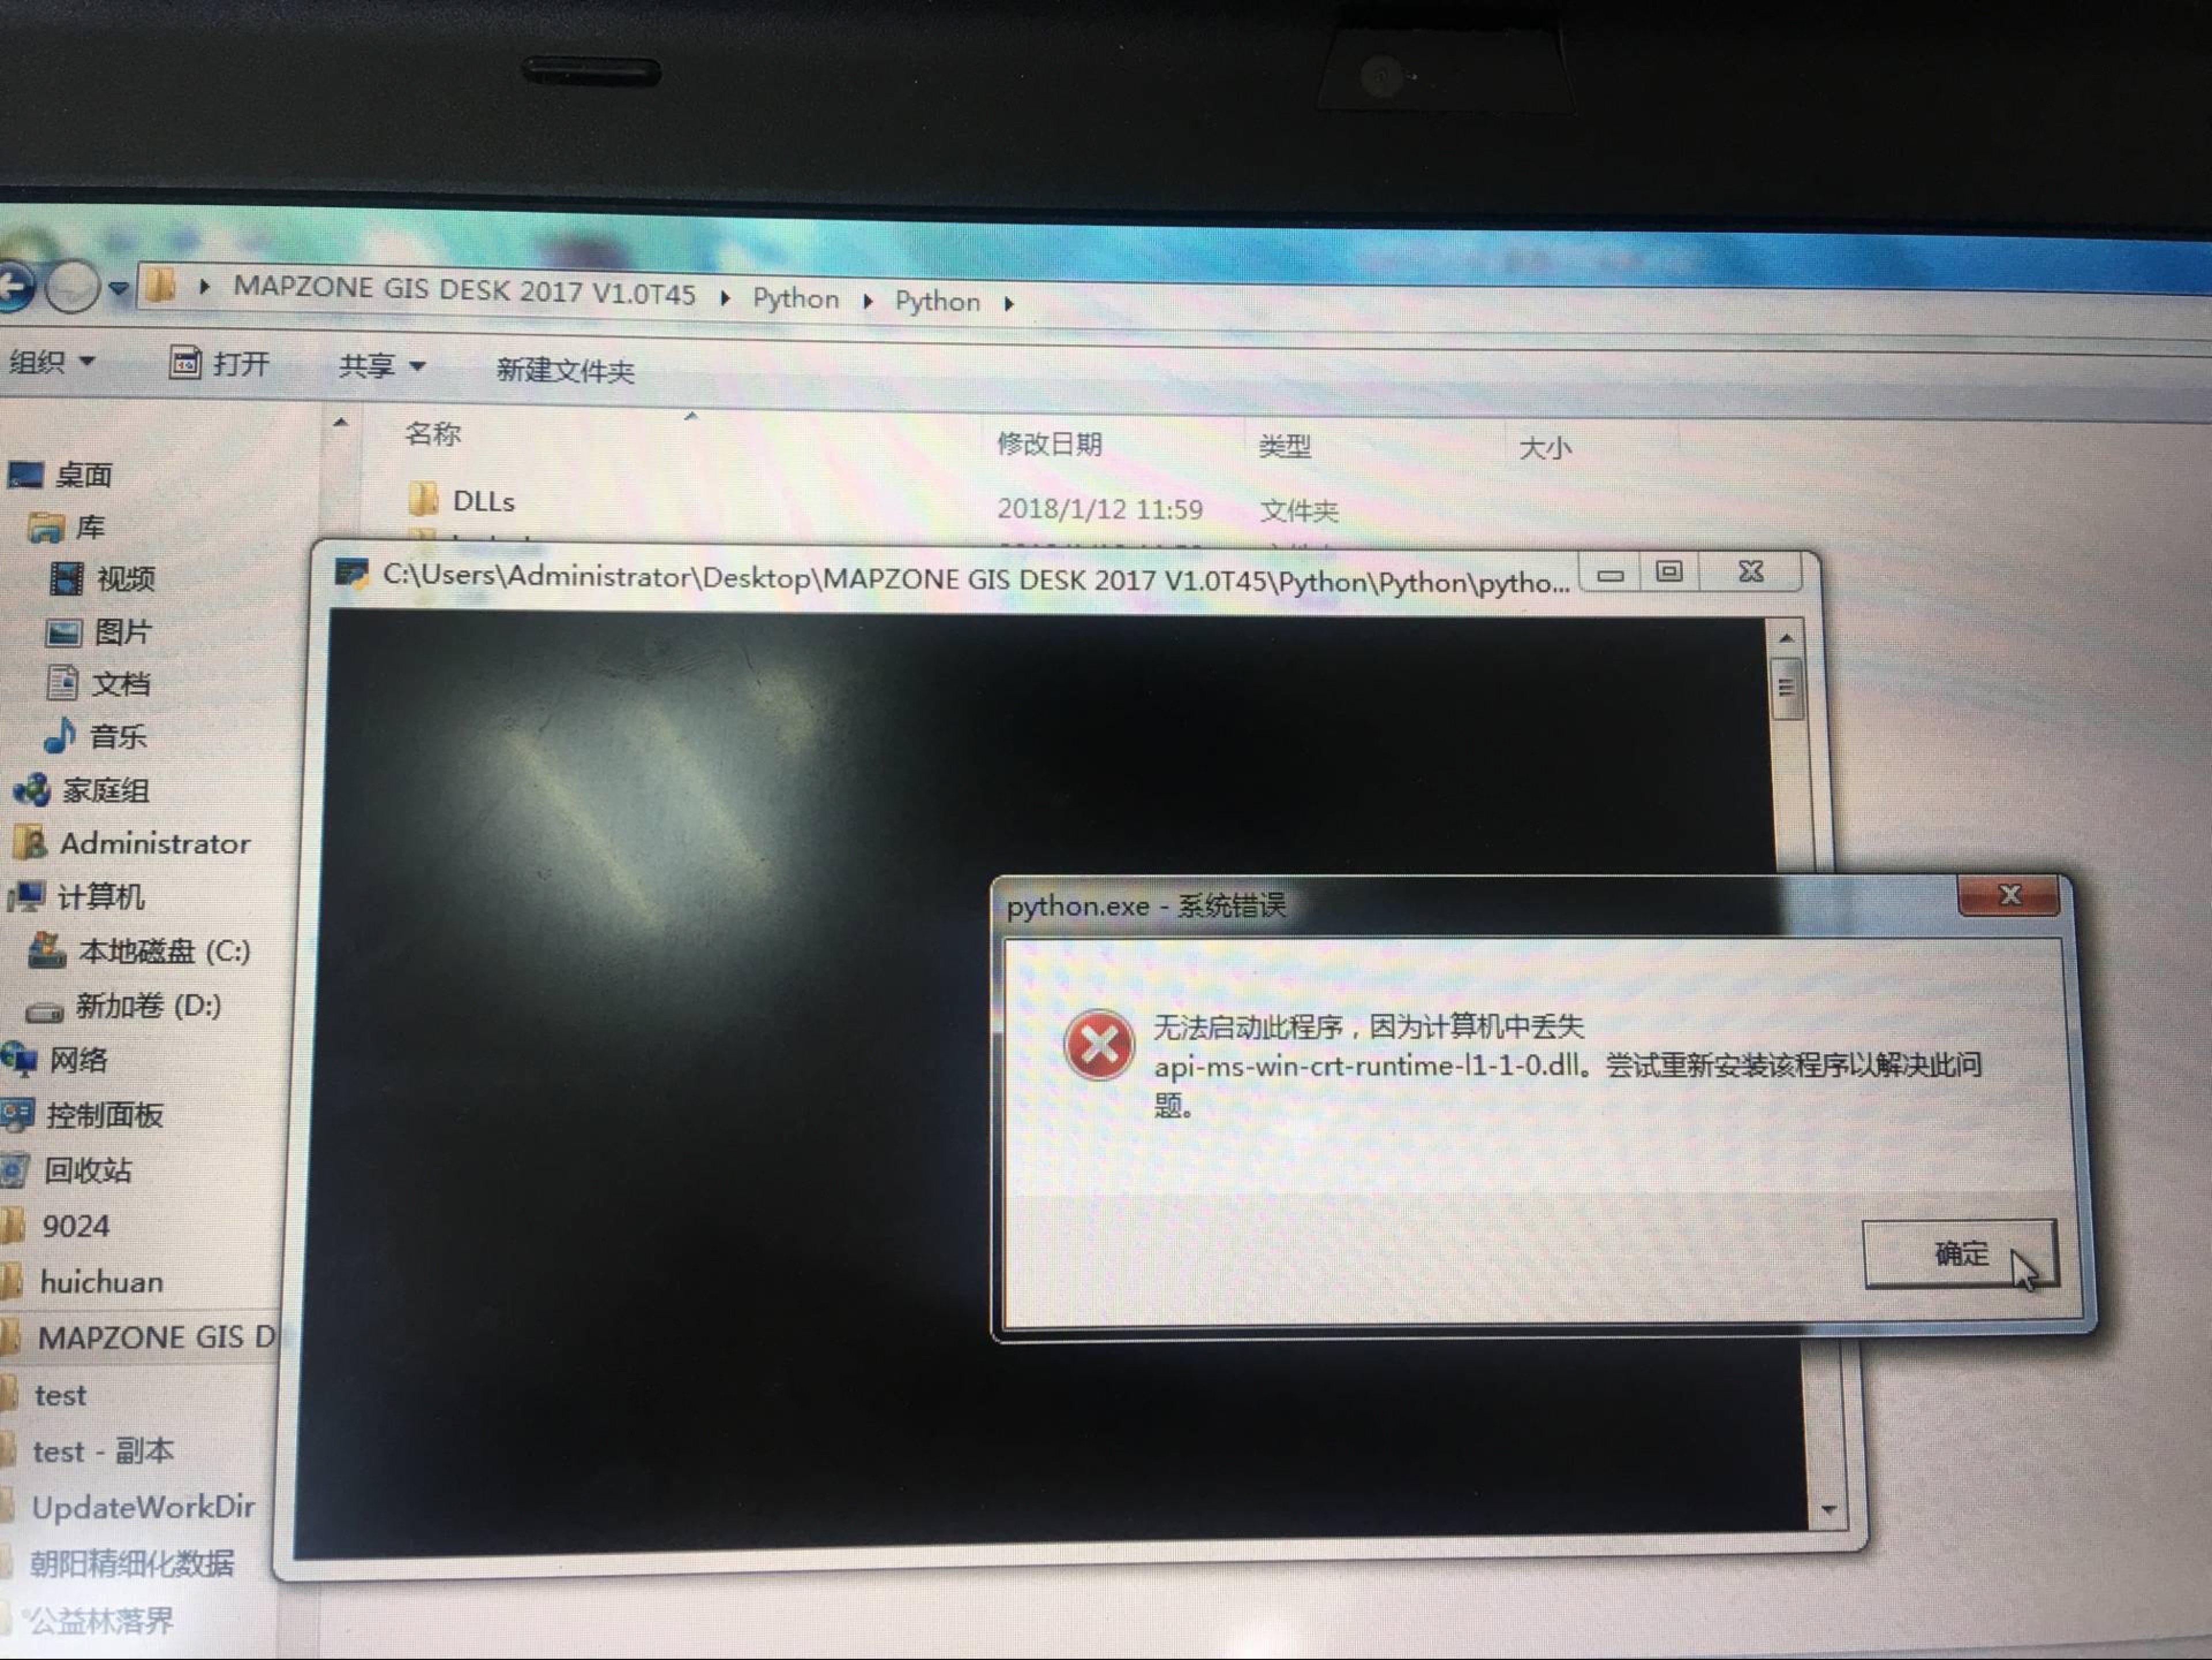 MAPZONE GIS DESK 2017 V1.0T45 Python Python
组织 打开 共享 新建文件夹
名称 修改日期 类型 大小
DLLs 2018/1/12 11:59 文件夹
桌面
库
视频
图片
文档
音乐
家庭组
Administrator
计算机
本地磁盘 (C:)
新加卷 (D:)
网络
控制面板
回收站
9024
huichuan
MAPZONE GIS D
test
test - 副本
UpdateWorkDir
朝阳精细化数据
公益林落界
C:\Users\Administrator\Desktop\MAPZONE GIS DESK 2017 V1.0T45\Python\Python\pytho...
python.exe - 系统错误
无法启动此程序，因为计算机中丢失
api-ms-win-crt-runtime-l1-1-0.dll。尝试重新安装该程序以解决此问
题。
确定